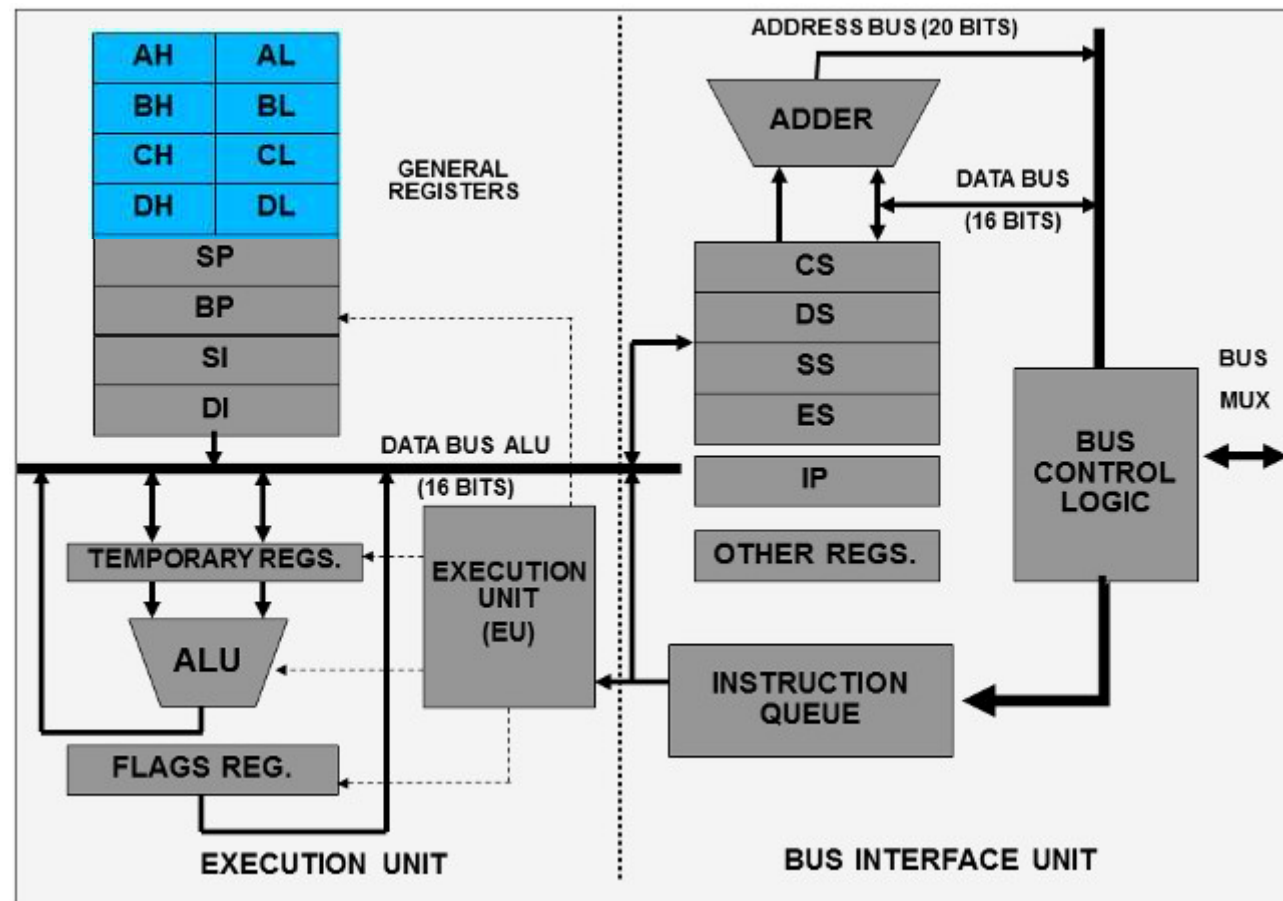 AH AL
BH BL
CH CL
DH DL
SP
BP
SI
DI
GENERAL
REGISTERS
DATA BUS ALU
(16 BITS)
TEMPORARY REGS.
ALU
FLAGS REG.
EXECUTION
UNIT
(EU)
EXECUTION UNIT
ADDRESS BUS (20 BITS)
ADDER
DATA BUS
(16 BITS)
CS
DS
SS
ES
IP
OTHER REGS.
INSTRUCTION
QUEUE
BUS
CONTROL
LOGIC
BUS
MUX
BUS INTERFACE UNIT